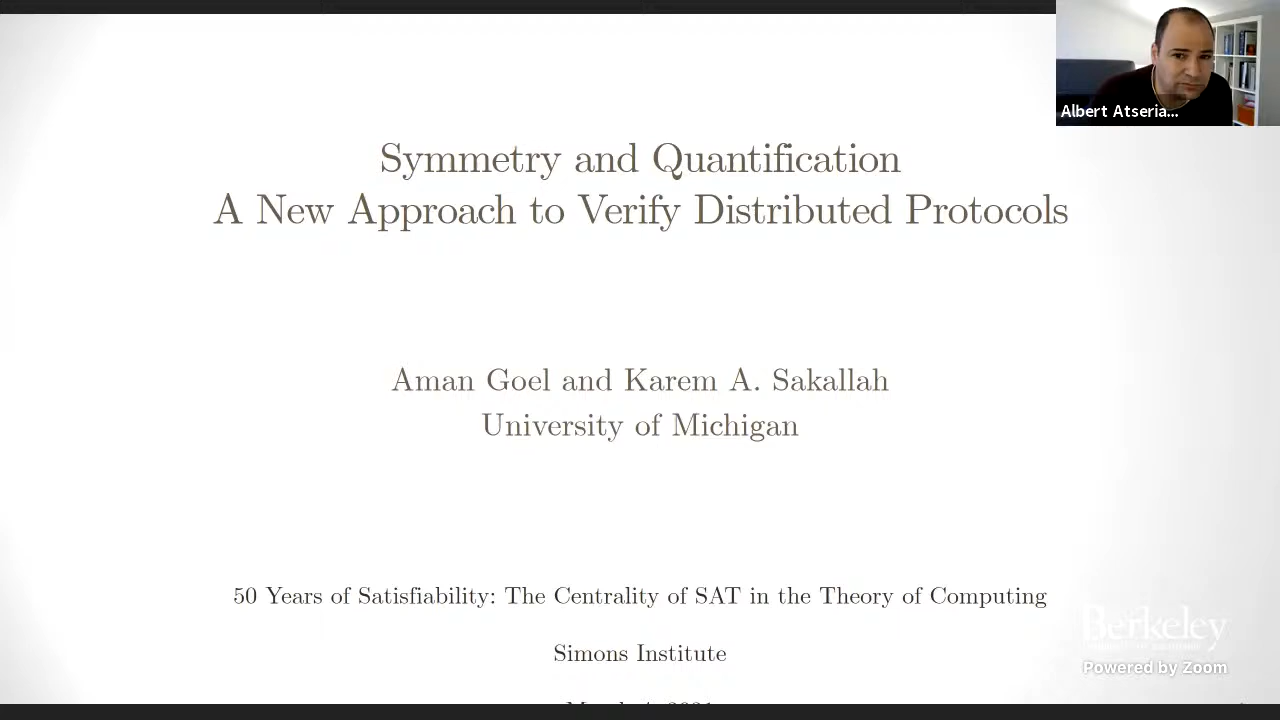 Albert Atseria...
Symmetry and Quantification
A New Approach to Verify Distributed Protocols
Aman Goel and Karem A. Sakallah
University of Michigan
50 Years of Satisfiability: The Centrality of SAT in the Theory of Computing
Simons Institute
Berkeley
Powered by Zoom